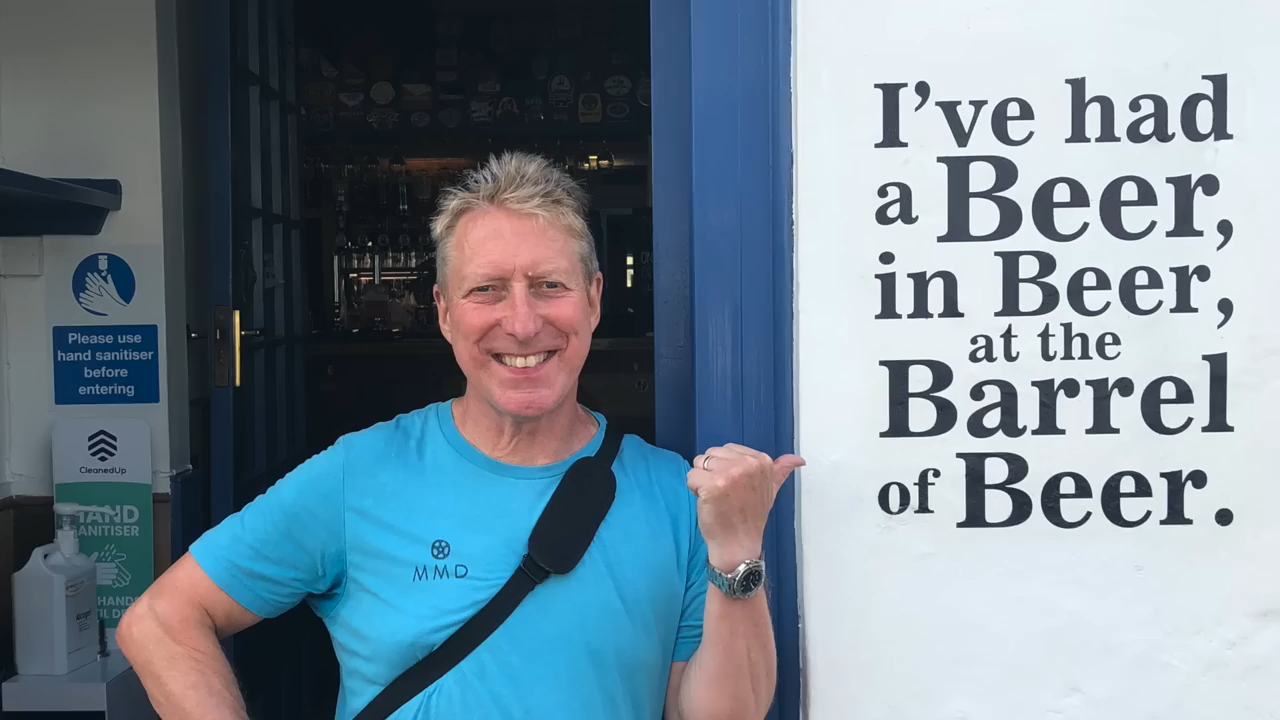 I've had
a Beer,
in Beer,
at the
Barrel
of Beer.
Please use
hand sanitiser
before
entering
CleanedUp
HAND
SANITISER
MMD